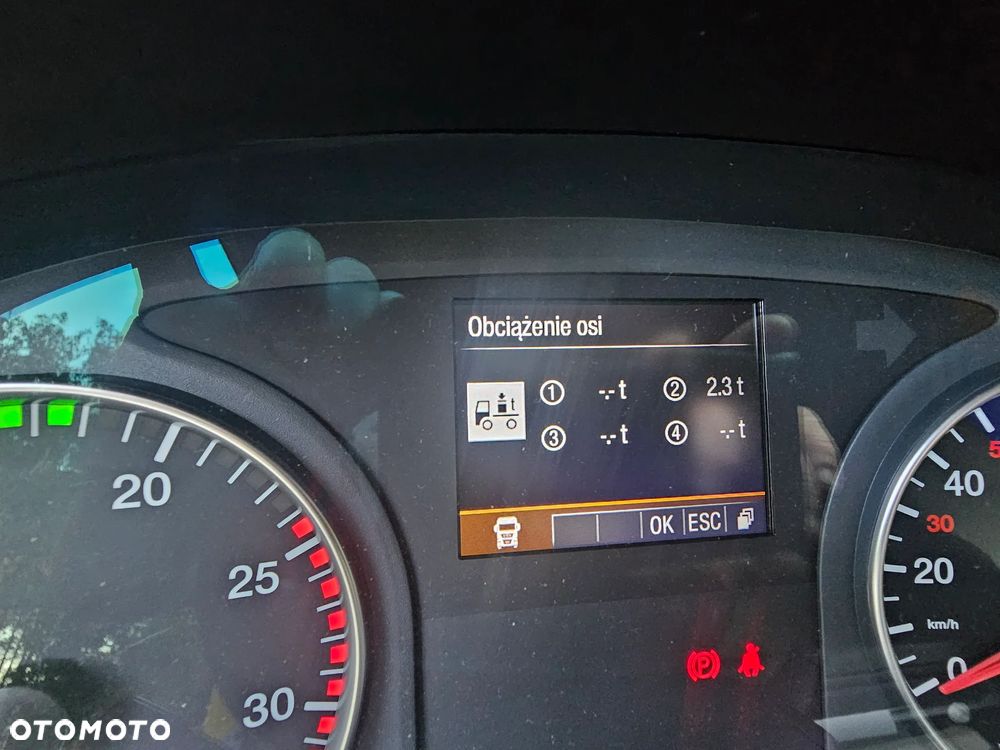 Obciążenie osi
① -.- t ② 2.3 t
③ -.- t ④ -.- t
t
OK ESC
20
25
30
40
30
20
km/h
0
5
P
OTOMOTO